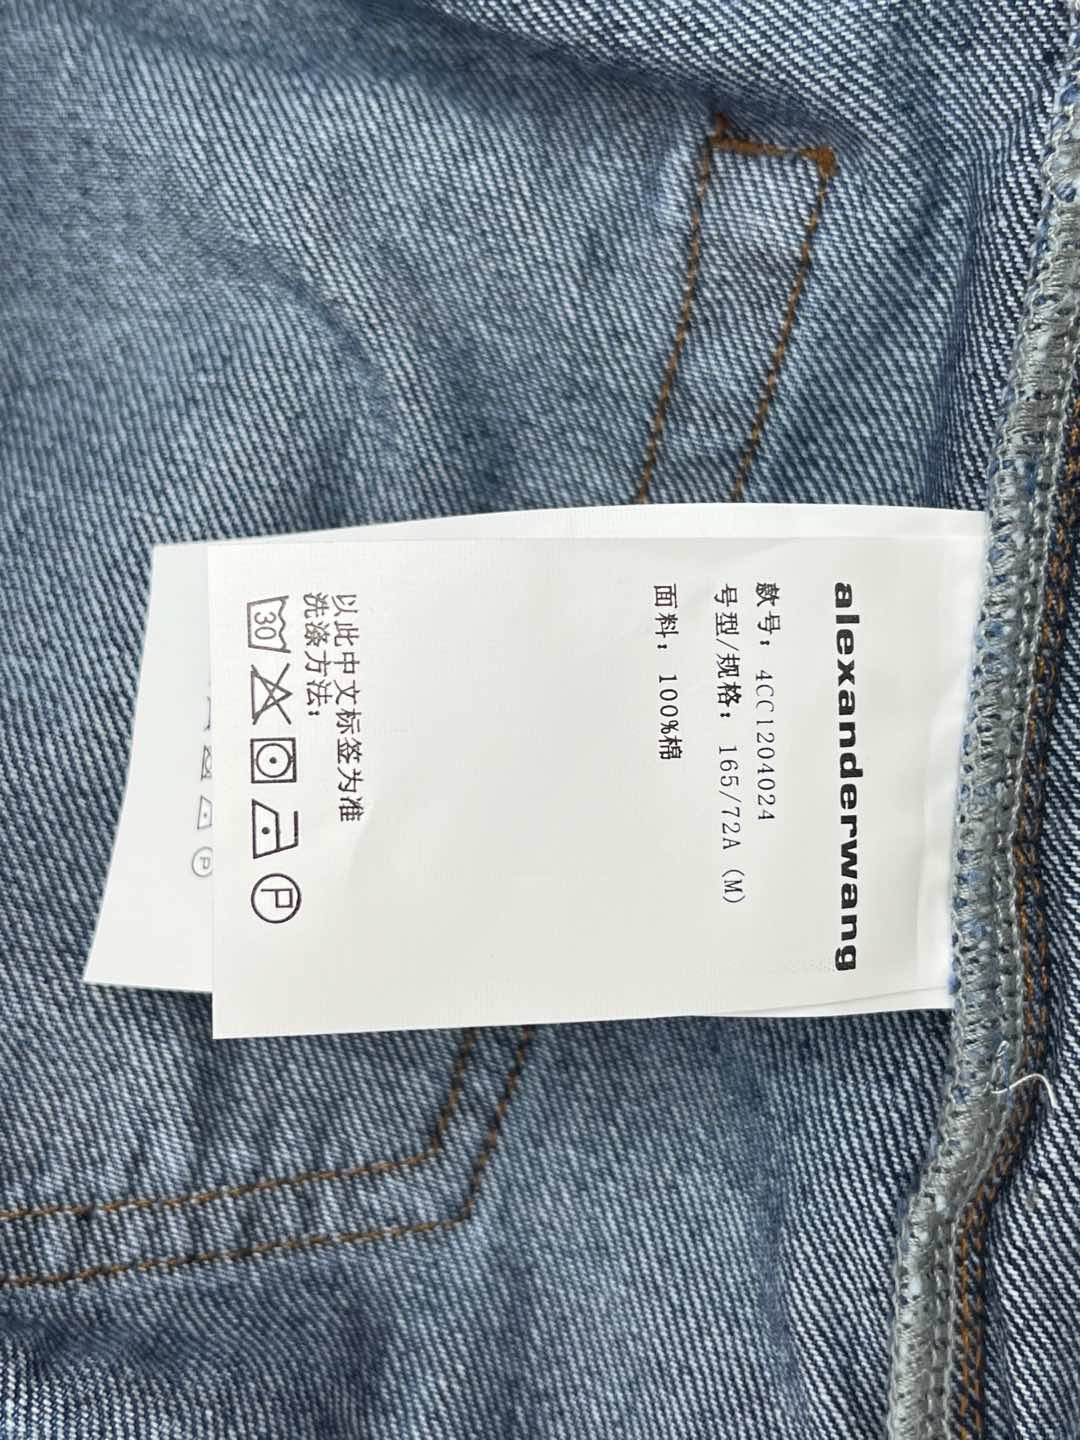 alexanderwang
款号：4CC1204024
号型/规格：165/72A (M)
面料：100%棉
以此中文标签为准
洗涤方法：
30
P
P